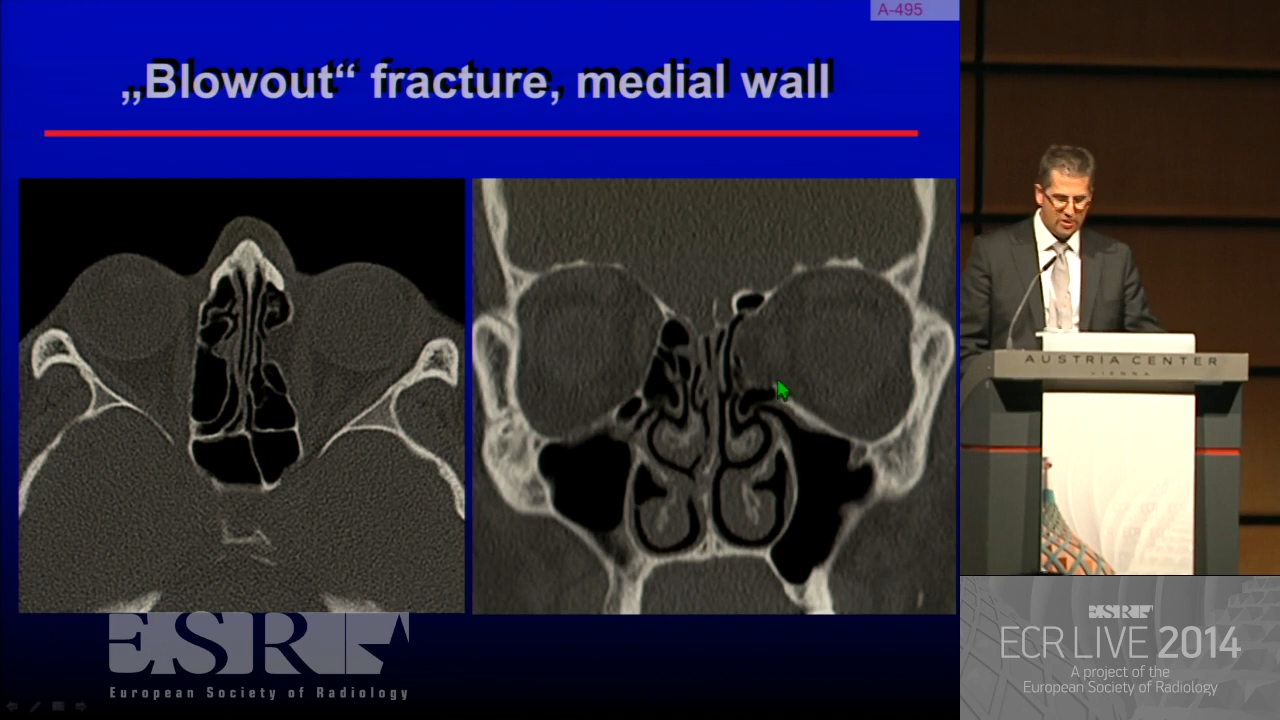 A-495
„Blowout“ fracture, medial wall
ESR
European Society of Radiology
AUSTRIA CENTER
VIENNA
ESR
ECR LIVE 2014
A project of the
European Society of Radiology